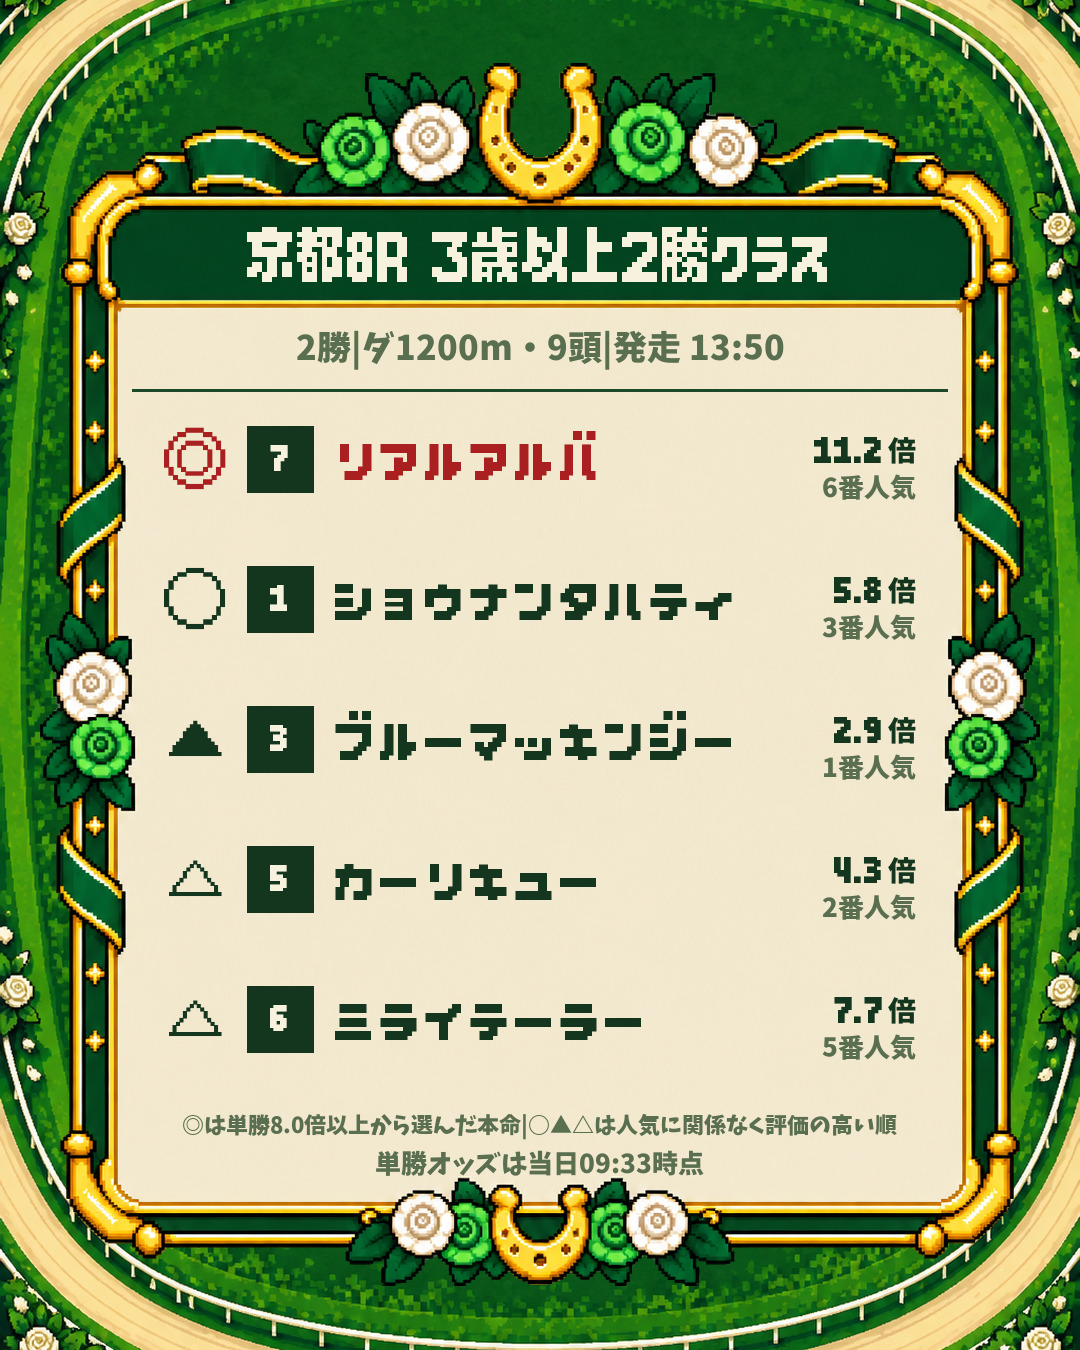 京都8R 3歳以上2勝クラス
2勝|ダ1200m・9頭|発走 13:50
◎ 7 リアルアルバ 11.2倍
6番人気
○ 1 ショウナンタルハティ 5.8倍
3番人気
▲ 3 ブルーマッキンジー 2.9倍
1番人気
△ 5 カーリキュー 4.3倍
2番人気
△ 6 ミライテーラー 7.7倍
5番人気
◎は単勝8.0倍以上から選んだ本命|○▲△は人気に関係なく評価の高い順
単勝オッズは当日09:33時点